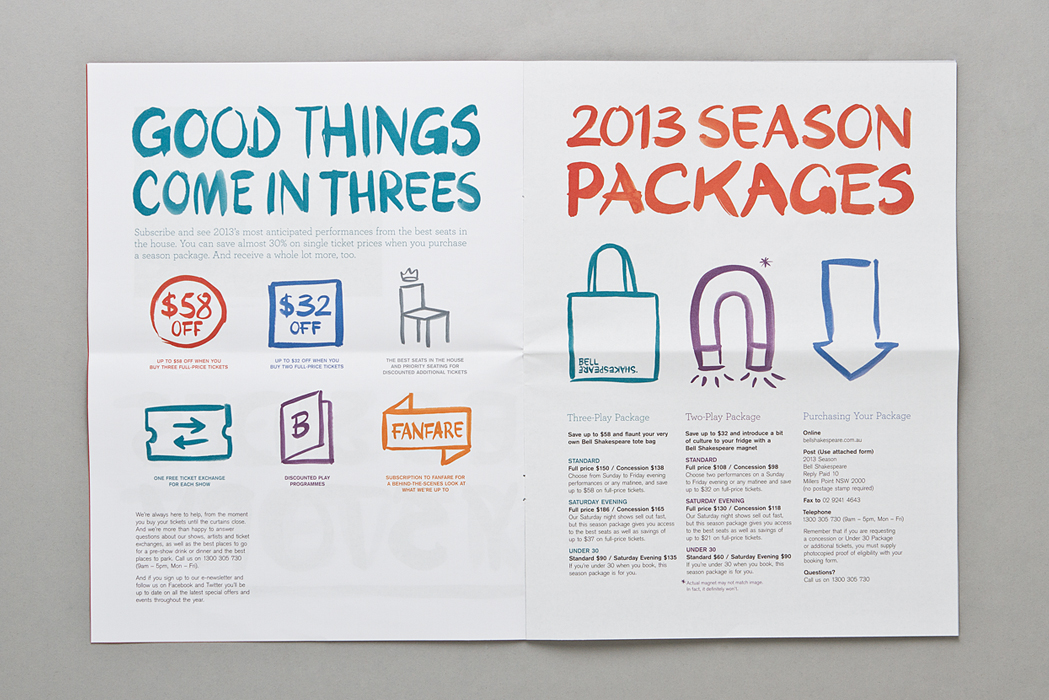 GOOD THINGS
COME IN THREES
Subscribe and see 2013's most anticipated performances from the best seats in
the house. You can save almost 30% on single ticket prices when you purchase
a season package. And receive a whole lot more, too.
$58
OFF
UP TO $58 OFF WHEN YOU
BUY THREE FULL-PRICE TICKETS
$32
OFF
UP TO $32 OFF WHEN YOU
BUY TWO FULL-PRICE TICKETS
THE BEST SEATS IN THE HOUSE
AND PRIORITY SEATING FOR
DISCOUNTED ADDITIONAL TICKETS
ONE FREE TICKET EXCHANGE
FOR EACH SHOW
B
DISCOUNTED PLAY
PROGRAMMES
FANFARE
SUBSCRIPTION TO FANFARE FOR
A BEHIND-THE-SCENES LOOK AT
WHAT WE'RE UP TO
We're always here to help, from the moment
you buy your tickets until the curtains close.
And we're more than happy to answer
questions about our shows, artists and ticket
exchanges, as well as the best places to go
for a pre-show drink or dinner and the best
places to park. Call us on 1300 305 730
(9am – 5pm, Mon – Fri).
And if you sign up to our e-newsletter and
follow us on Facebook and Twitter you'll be
up to date on all the latest special offers and
events throughout the year.
2013 SEASON
PACKAGES
BELL
SHAKESPEARE
*
Three-Play Package
Save up to $58 and flaunt your very
own Bell Shakespeare tote bag
STANDARD
Full price $150 / Concession $138
Choose from Sunday to Friday evening
performances or any matinee, and save
up to $58 on full-price tickets.
SATURDAY EVENING
Full price $186 / Concession $165
Our Saturday night shows sell out fast,
but this season package gives you access
to the best seats as well as savings of
up to $37 on full-price tickets.
UNDER 30
Standard $90 / Saturday Evening $135
If you're under 30 when you book, this
season package is for you.
Two-Play Package
Save up to $32 and introduce a bit
of culture to your fridge with a
Bell Shakespeare magnet
STANDARD
Full price $108 / Concession $98
Choose two performances on a Sunday
to Friday evening or any matinee and save
up to $32 on full-price tickets.
SATURDAY EVENING
Full price $130 / Concession $118
Our Saturday night shows sell out fast,
but this package gives you access to the
best seats as well as savings of
up to $21 on full-price tickets.
UNDER 30
Standard $60 / Saturday Evening $90
If you're under 30 when you book, this
season package is for you.
* Actual magnet may not match image.
In fact, it definitely won't.
Purchasing Your Package
Online
bellshakespeare.com.au
Post (Use attached form)
2013 Season
Bell Shakespeare
Reply Paid 10
Millers Point NSW 2000
(no postage stamp required)
Fax to 02 9241 4643
Telephone
1300 305 730 (9am – 5pm, Mon – Fri)
Remember that if you are requesting
a concession or Under 30 Package
or additional tickets, you must supply
photocopied proof of eligibility with your
booking form.
Questions?
Call us on 1300 305 730